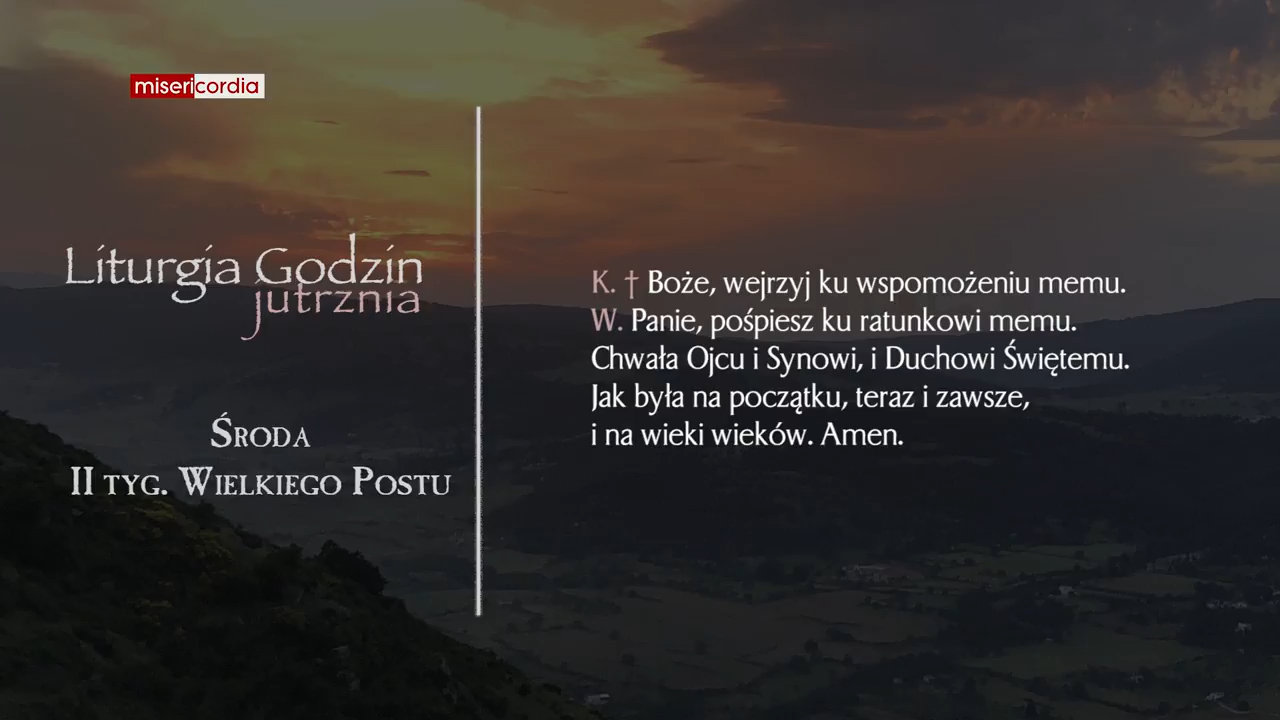 misericordia
Liturgia Godzin
jutrznia
Środa
II tyg. Wielkiego Postu
K. † Boże, wejrzyj ku wspomożeniu memu.
W. Panie, pośpiesz ku ratunkowi memu.
Chwała Ojcu i Synowi, i Duchowi Świętemu.
Jak była na początku, teraz i zawsze,
i na wieki wieków. Amen.